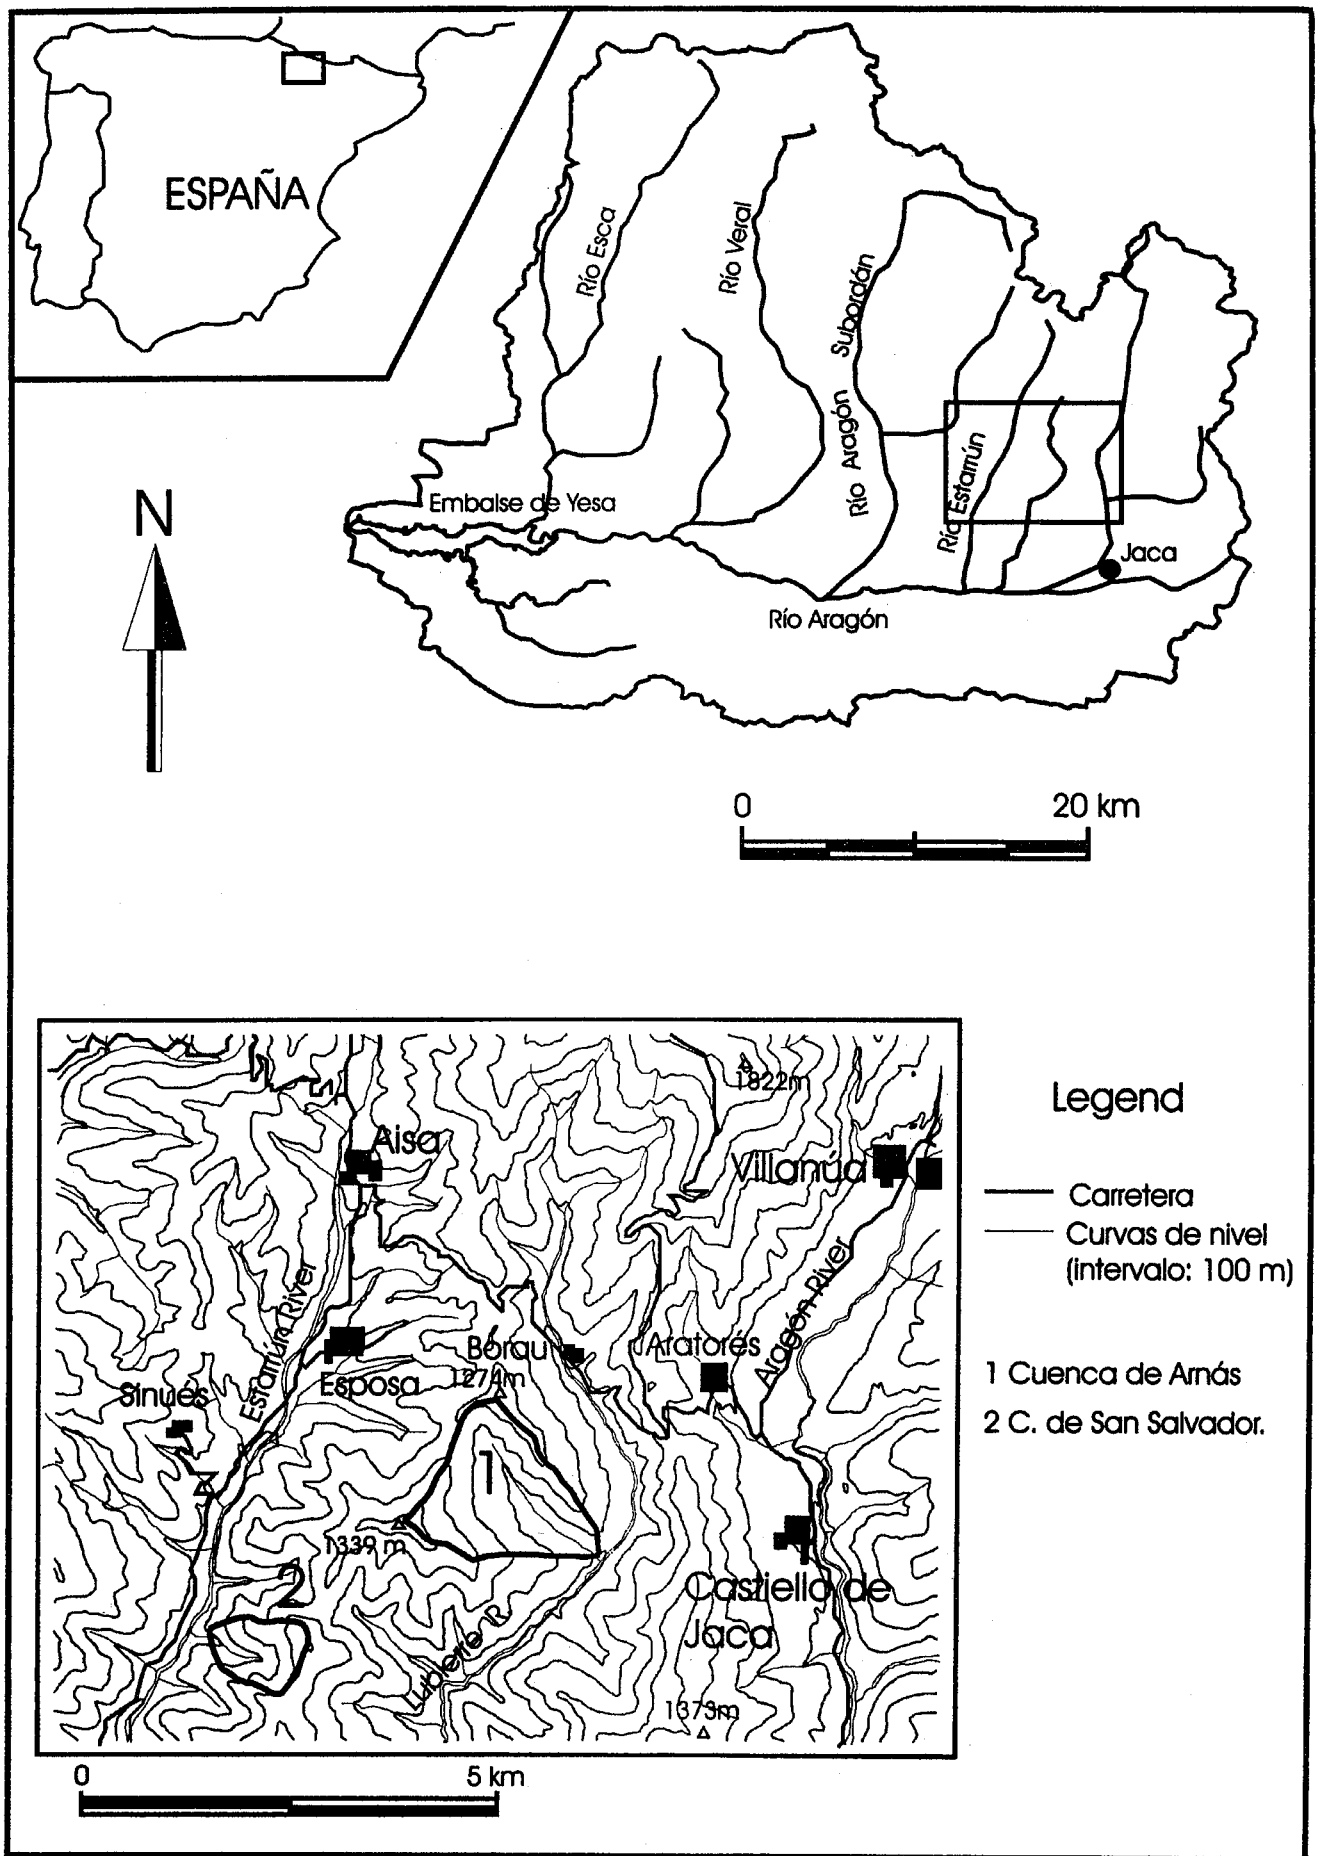 ESPAÑA
Río Esca
Río Veral
Río Aragón Subordán
Río Estarrún
Embalse de Yesa
Jaca
Río Aragón
N
0 20 km
1822m
Aisa
Villanúa
Estarrún River
Aragón River
Borau
Aratorés
1274m
Esposa
Sinués
1
1339 m
2
Castiello de
Jaca
Lubierre R.
1373m
0 5 km
Legend
Carretera
Curvas de nivel
(intervalo: 100 m)
1 Cuenca de Arnás
2 C. de San Salvador.